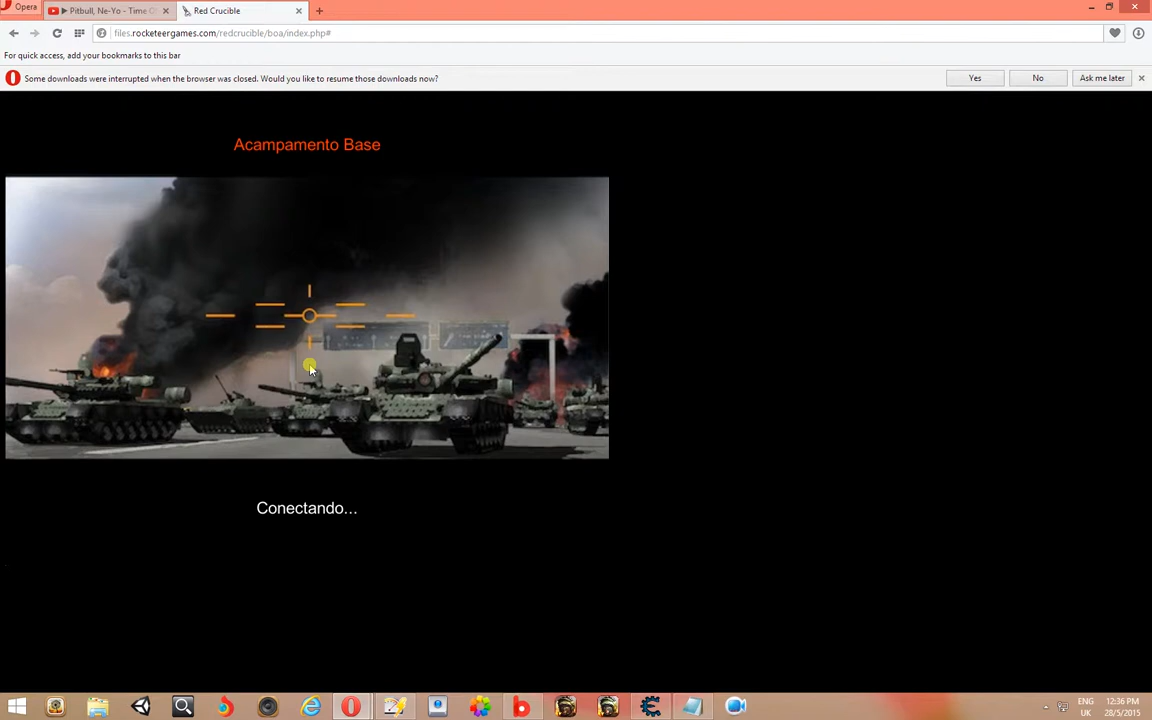 Opera
Pitbull, Ne-Yo - Time O
Red Crucible
files.rocketeergames.com/redcrucible/boa/index.php#
For quick access, add your bookmarks to this bar
Some downloads were interrupted when the browser was closed. Would you like to resume those downloads now?
Yes
No
Ask me later
Acampamento Base
Conectando...
ENG
UK
12:36 PM
28/5/2015